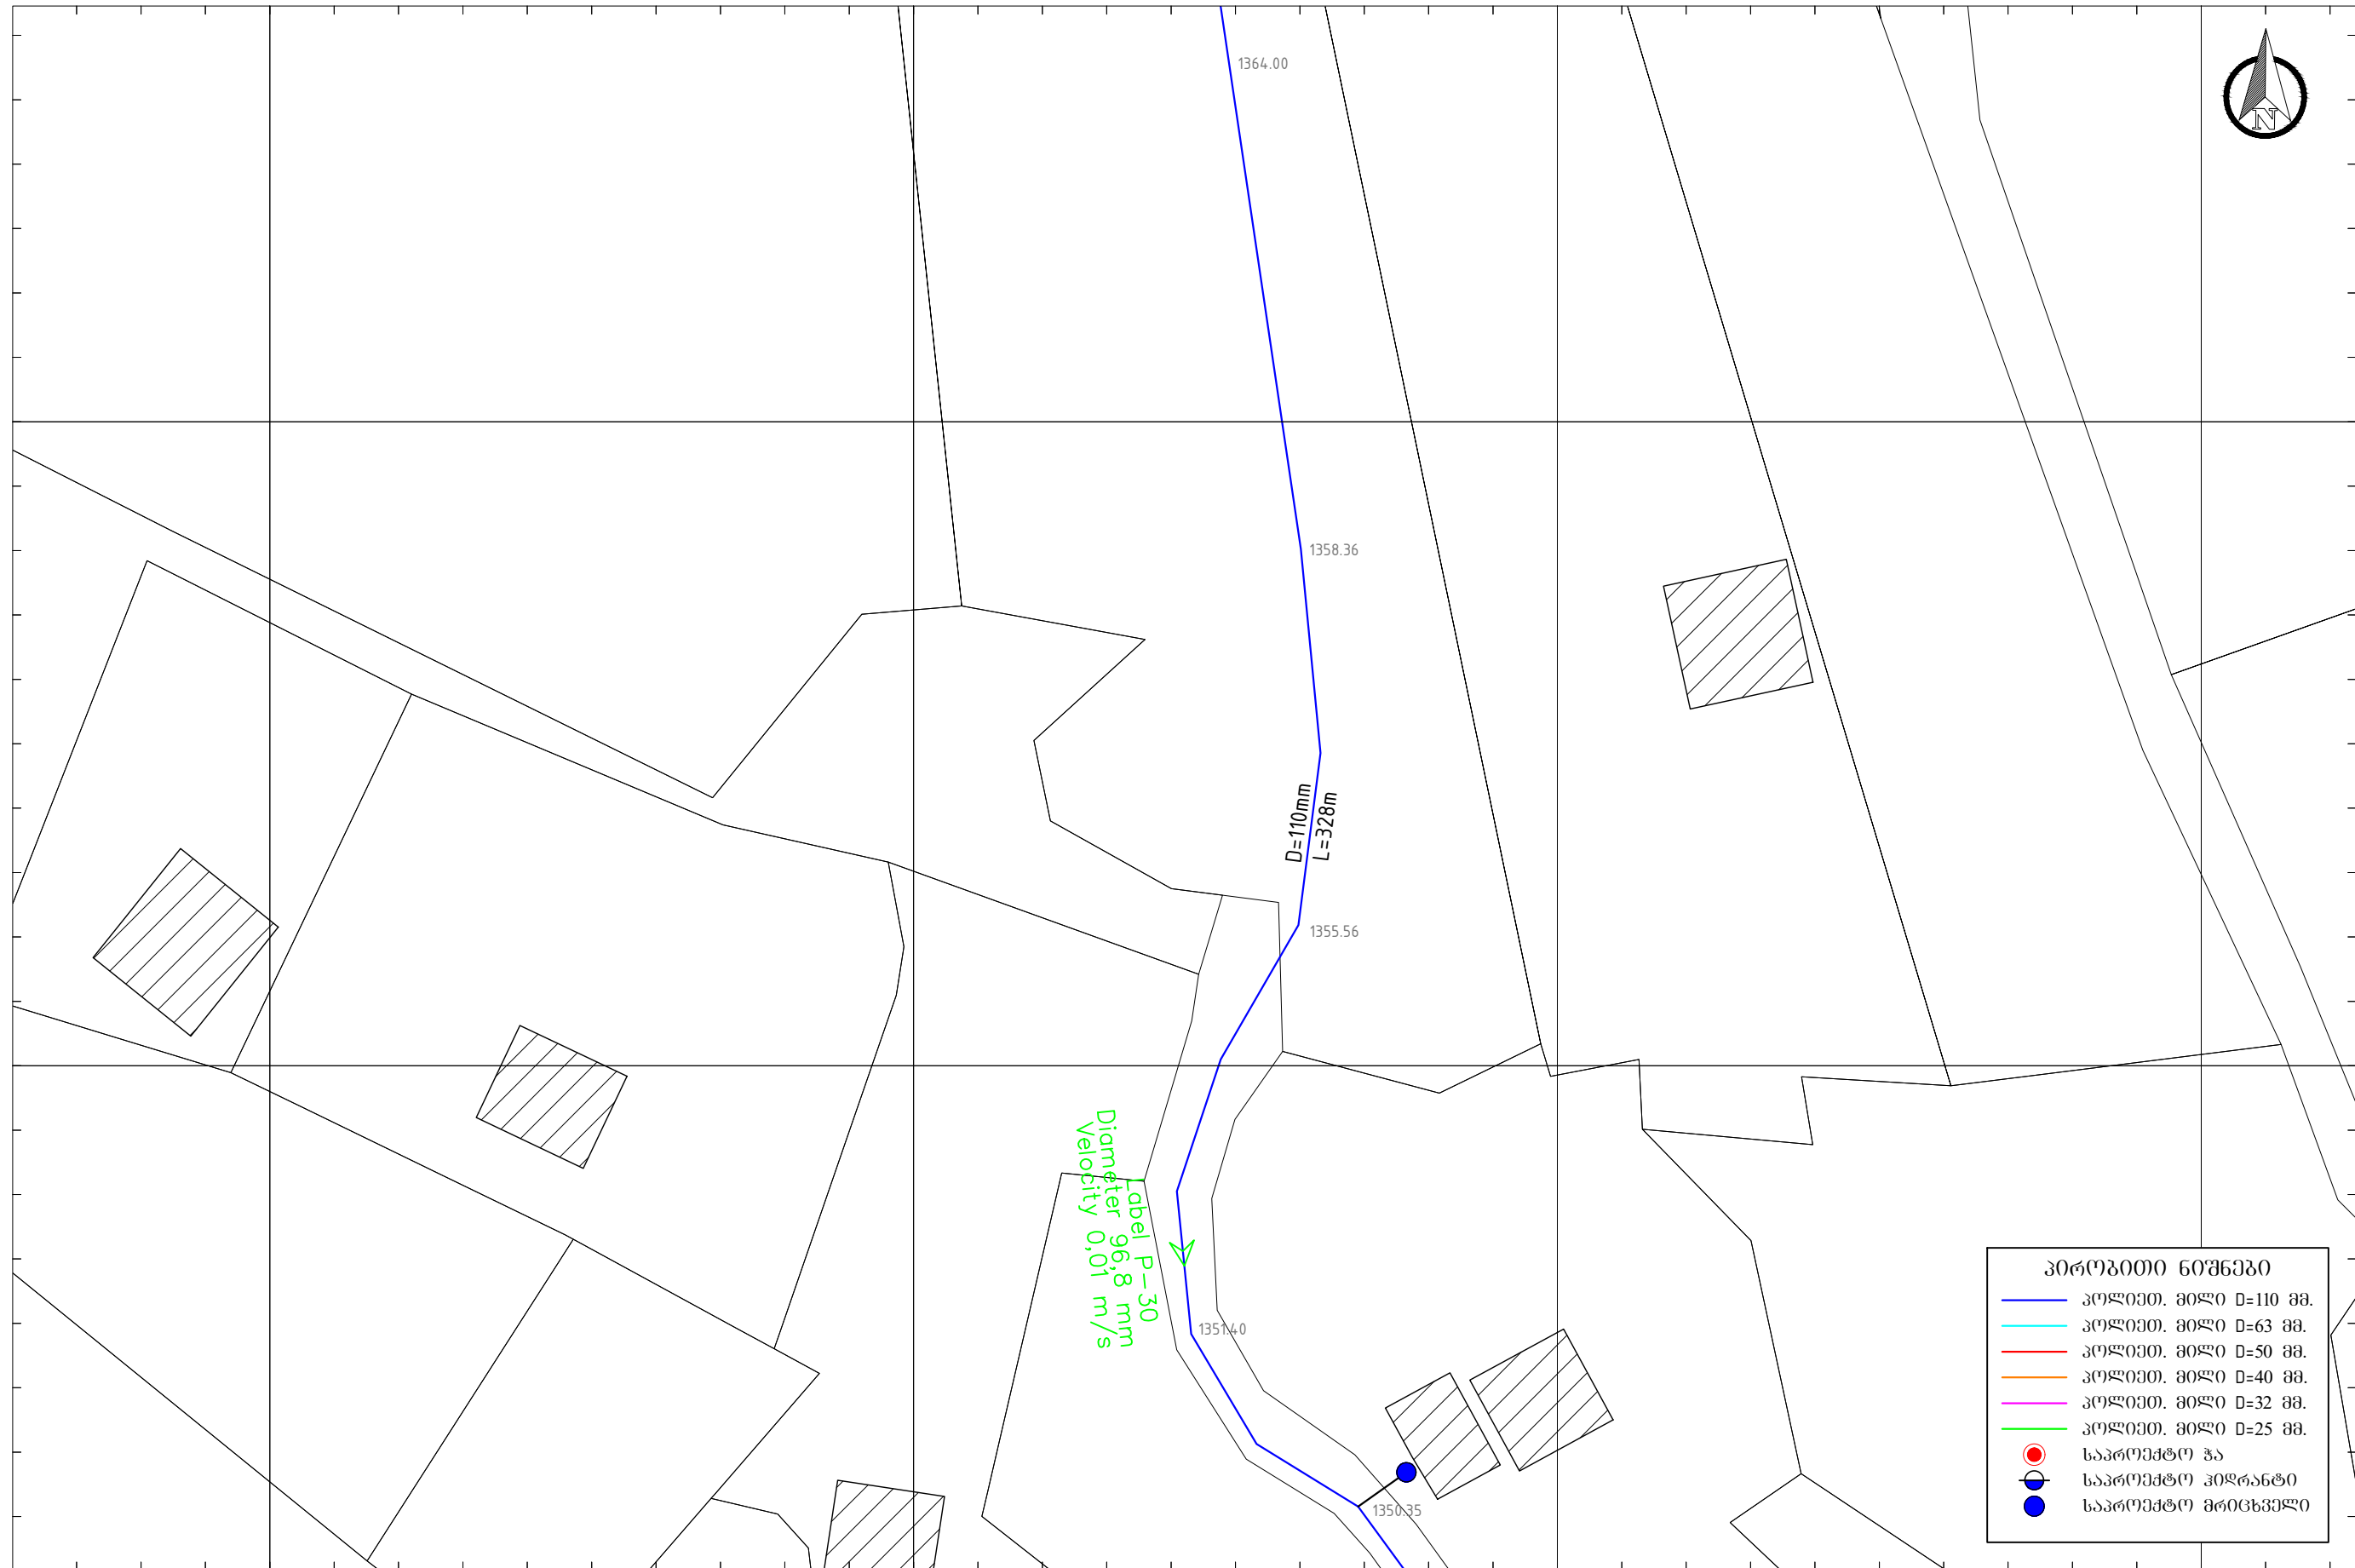 1364.00
N
1358.36
D=110mm
L=328m
1355.56
Label P-30
Diameter 96,8 mm
Velocity 0,01 m/s
1351.40
1350.35
პირობითი ნიშნები
პოლიეთ. მილი D=110 მმ.
პოლიეთ. მილი D=63 მმ.
პოლიეთ. მილი D=50 მმ.
პოლიეთ. მილი D=40 მმ.
პოლიეთ. მილი D=32 მმ.
პოლიეთ. მილი D=25 მმ.
საპროექტო ჭა
საპროექტო ჰიდრანტი
საპროექტო მრიცხველი